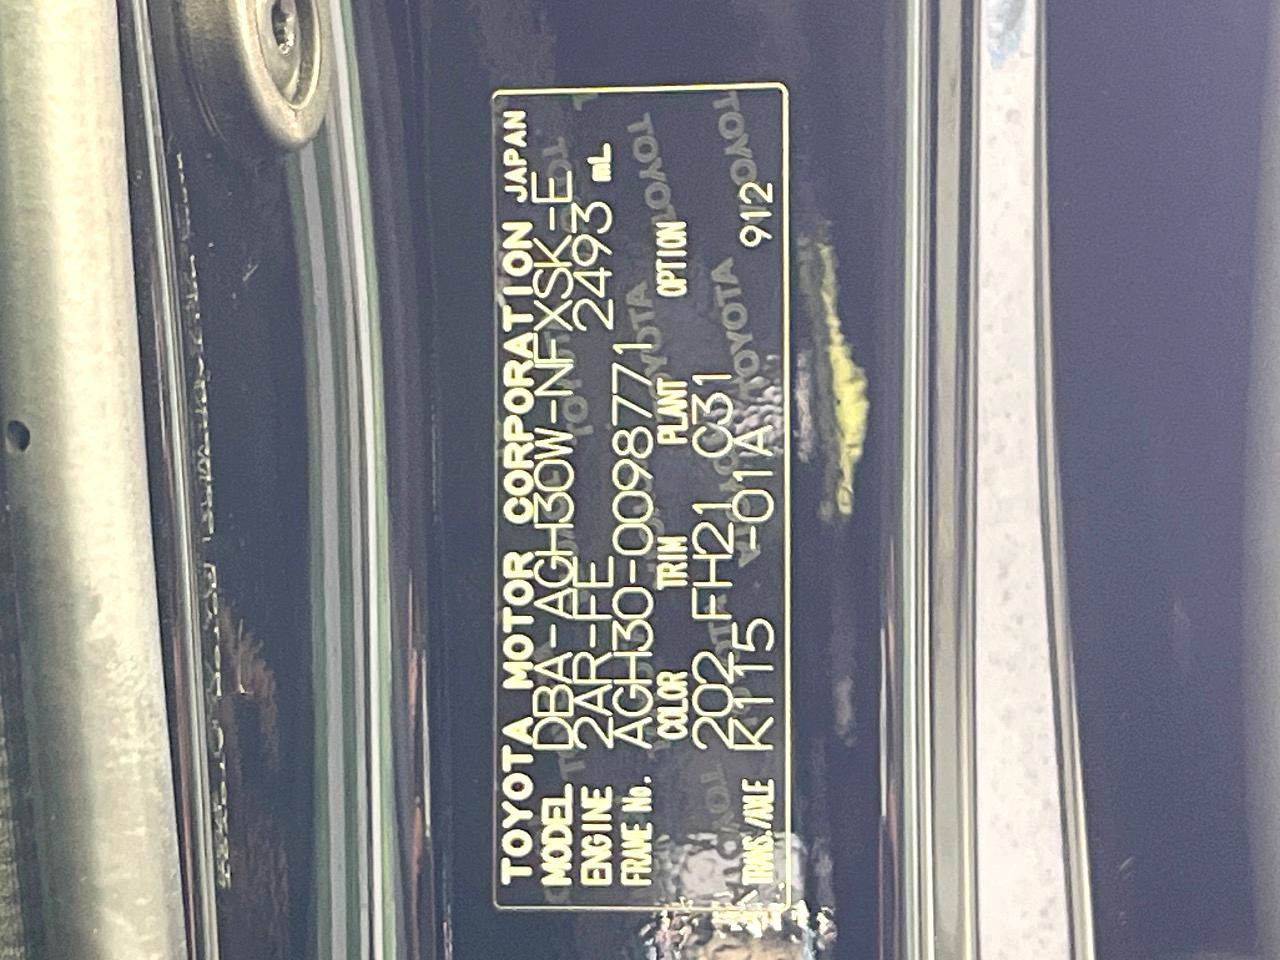 TOYOTA MOTOR CORPORATION JAPAN
MODEL DBA-AGH30W-NFXSK-E
ENGINE 2AR-FE 2493 mL
FRAME No. AGH30-0098771
COLOR TRIM PLANT OPTION
202 FH21 C31
TRANS./AXLE K115 -01A 912